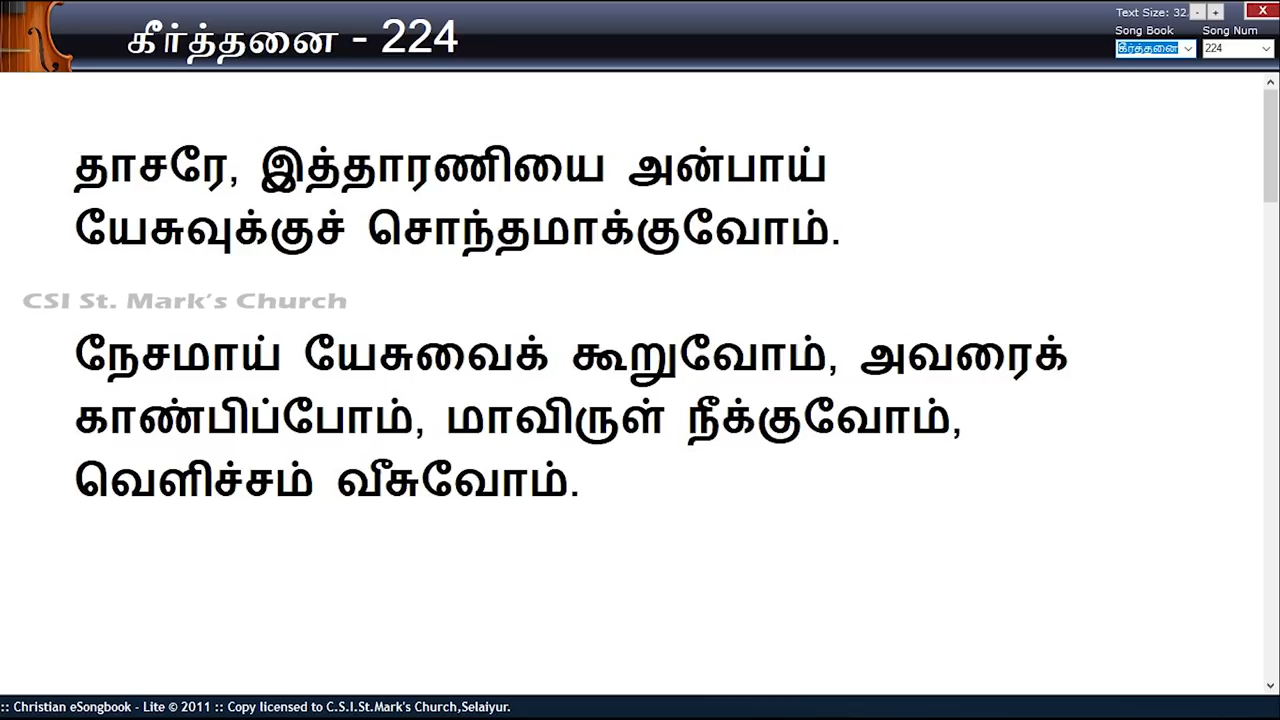 கீர்த்தனை - 224
Text Size: 32 - + X
Song Book Song Num
கீர்த்தனை 224
தாசரே, இத்தாரணியை அன்பாய்
யேசுவுக்குச் சொந்தமாக்குவோம்.
CSI St. Mark's Church
நேசமாய் யேசுவைக் கூறுவோம், அவரைக்
காண்பிப்போம், மாவிருள் நீக்குவோம்,
வெளிச்சம் வீசுவோம்.
:: Christian eSongbook - Lite © 2011 :: Copy licensed to C.S.I.St.Mark's Church,Selaiyur.